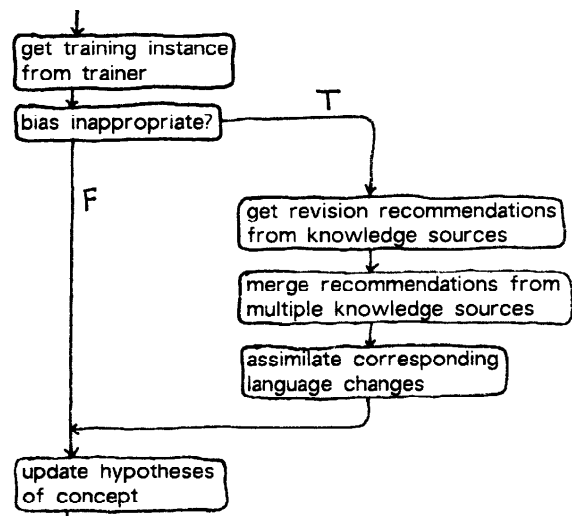 get training instance
from trainer
bias inappropriate?
T
F
get revision recommendations
from knowledge sources
merge recommendations from
multiple knowledge sources
assimilate corresponding
language changes
update hypotheses
of concept